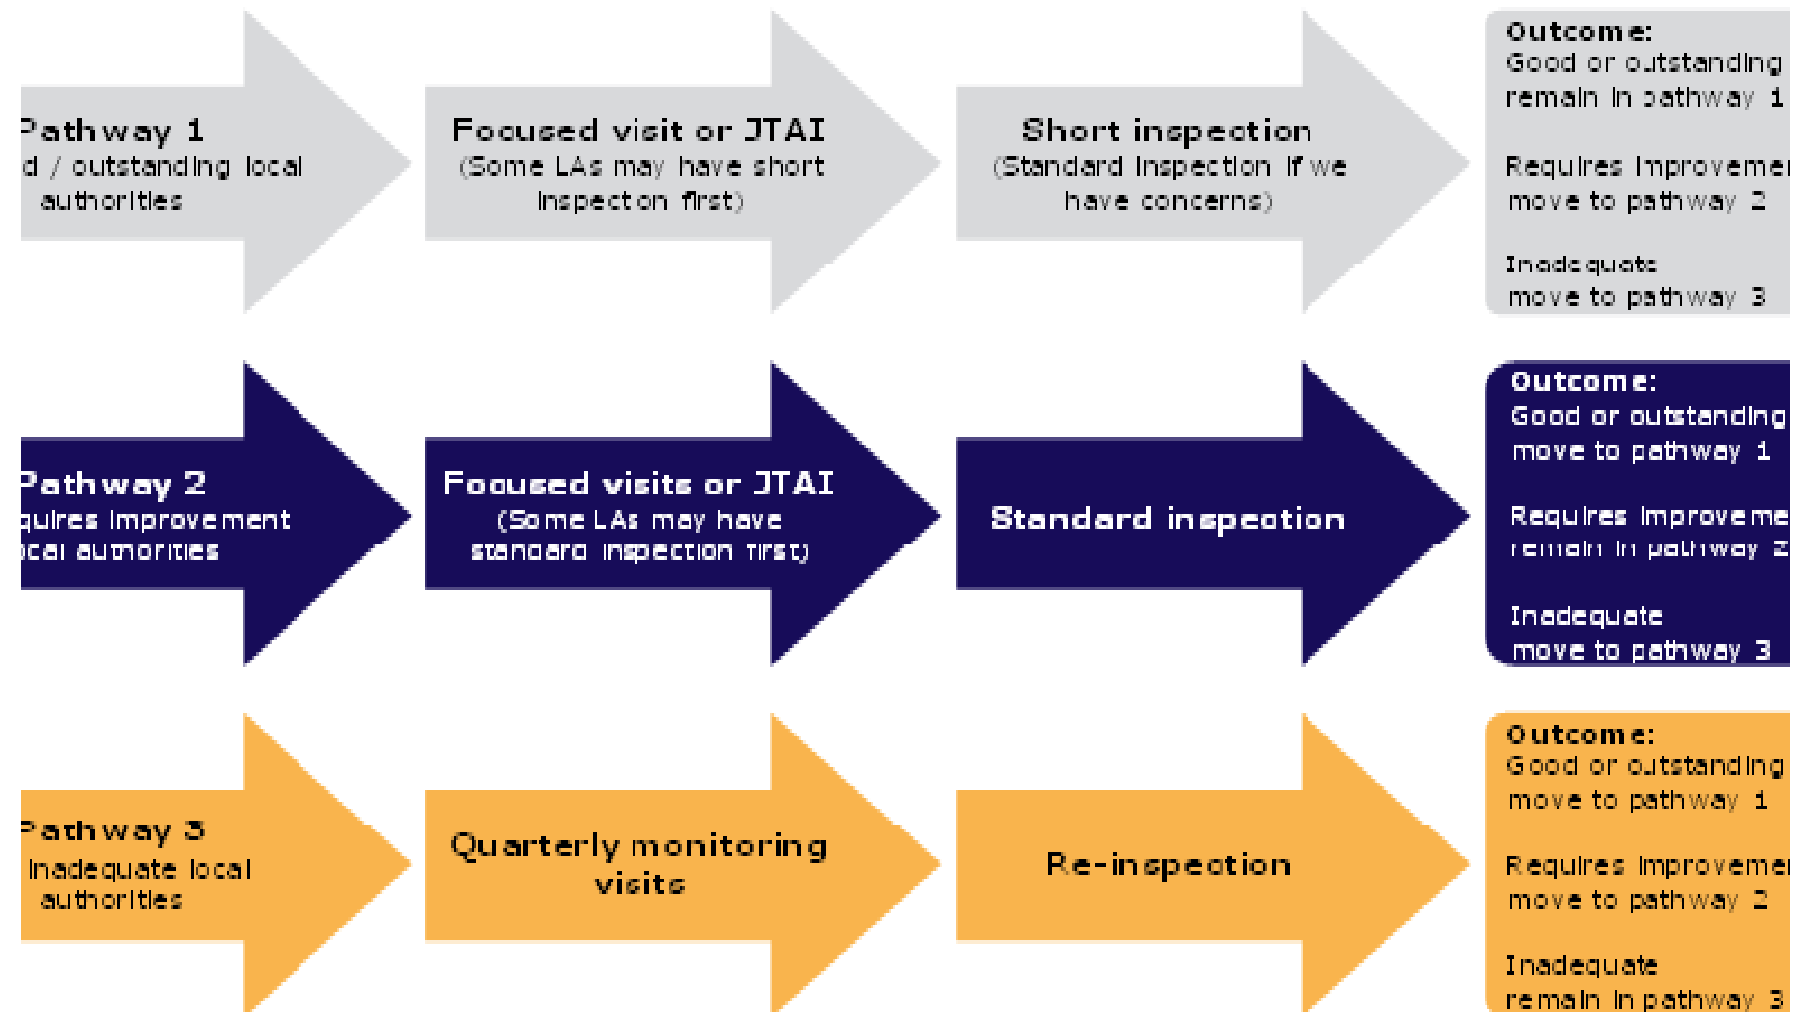 Pathway 1
d / outstanding local
authorities
Focused visit or JTAI
(Some LAs may have short
inspection first)
Short inspection
(Standard inspection if we
have concerns)
Outcome:
Good or outstanding
remain in pathway 1
Requires improvemen
move to pathway 2
Inadequate
move to pathway 3
Pathway 2
quires improvement
ocal authorities
Focused visits or JTAI
(Some LAs may have
standard inspection first)
Standard inspection
Outcome:
Good or outstanding
move to pathway 1
Requires improveme
remain in pathway 2
Inadequate
move to pathway 3
Pathway 3
inadequate local
authorities
Quarterly monitoring
visits
Re-inspection
Outcome:
Good or outstanding
move to pathway 1
Requires improvemen
move to pathway 2
Inadequate
remain in pathway 3